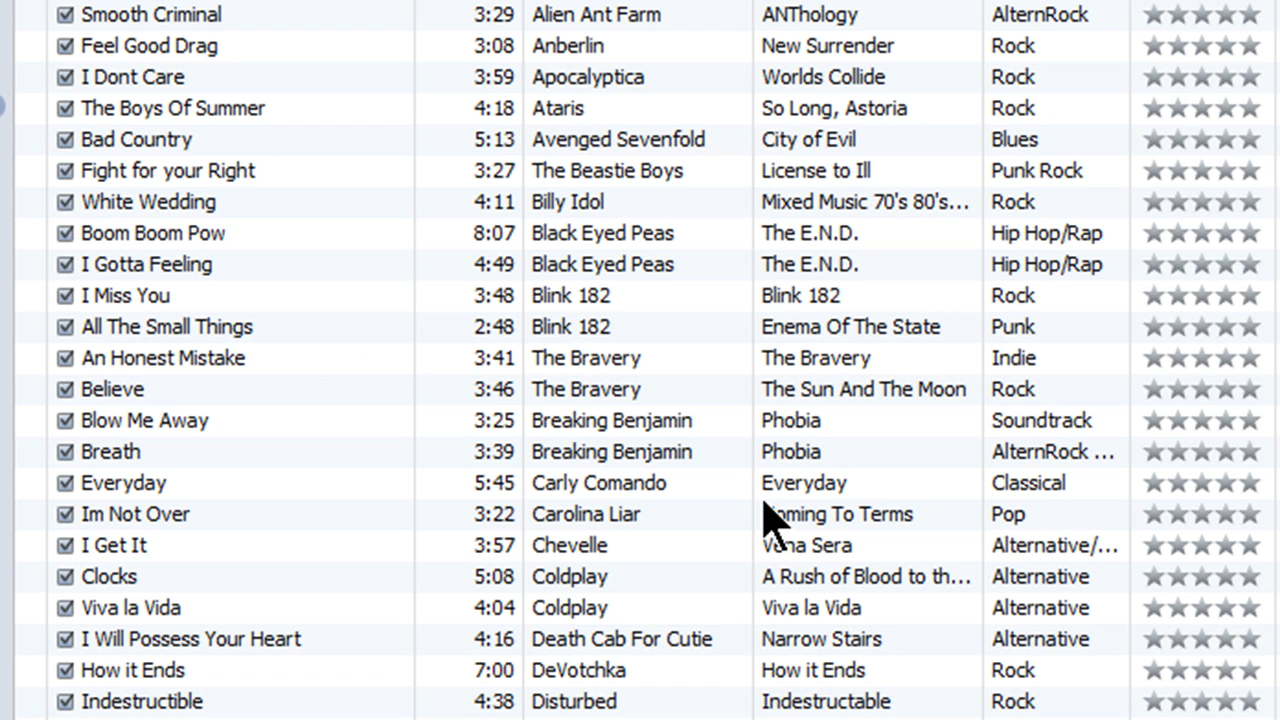 Smooth Criminal 3:29 Alien Ant Farm ANThology AlternRock
Feel Good Drag 3:08 Anberlin New Surrender Rock
I Dont Care 3:59 Apocalyptica Worlds Collide Rock
The Boys Of Summer 4:18 Ataris So Long, Astoria Rock
Bad Country 5:13 Avenged Sevenfold City of Evil Blues
Fight for your Right 3:27 The Beastie Boys License to Ill Punk Rock
White Wedding 4:11 Billy Idol Mixed Music 70's 80's... Rock
Boom Boom Pow 8:07 Black Eyed Peas The E.N.D. Hip Hop/Rap
I Gotta Feeling 4:49 Black Eyed Peas The E.N.D. Hip Hop/Rap
I Miss You 3:48 Blink 182 Blink 182 Rock
All The Small Things 2:48 Blink 182 Enema Of The State Punk
An Honest Mistake 3:41 The Bravery The Bravery Indie
Believe 3:46 The Bravery The Sun And The Moon Rock
Blow Me Away 3:25 Breaking Benjamin Phobia Soundtrack
Breath 3:39 Breaking Benjamin Phobia AlternRock ...
Everyday 5:45 Carly Comando Everyday Classical
Im Not Over 3:22 Carolina Liar Coming To Terms Pop
I Get It 3:57 Chevelle Vena Sera Alternative/...
Clocks 5:08 Coldplay A Rush of Blood to th... Alternative
Viva la Vida 4:04 Coldplay Viva la Vida Alternative
I Will Possess Your Heart 4:16 Death Cab For Cutie Narrow Stairs Alternative
How it Ends 7:00 DeVotchka How it Ends Rock
Indestructible 4:38 Disturbed Indestructable Rock